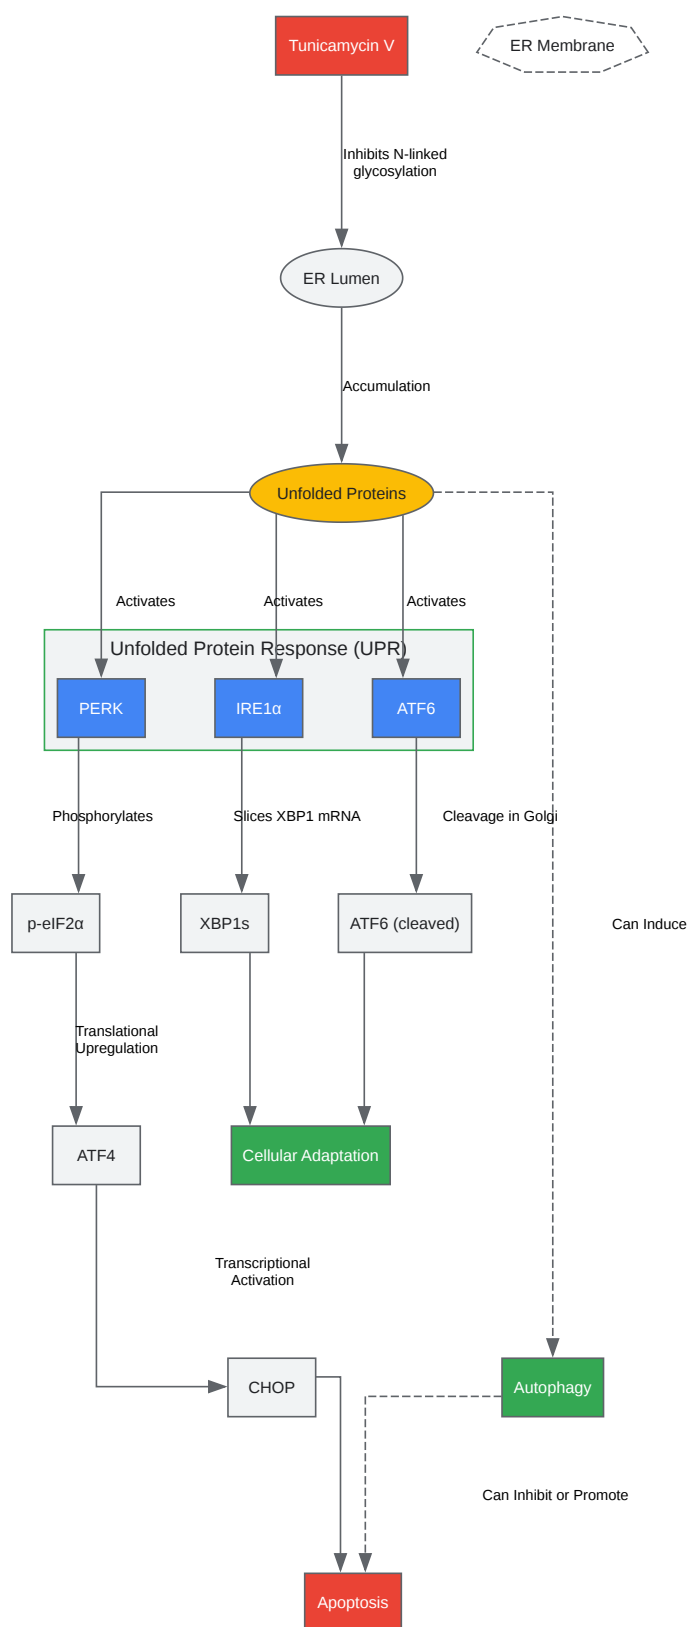 Tunicamycin V
ER Membrane
Inhibits N-linked
glycosylation
ER Lumen
Accumulation
Unfolded Proteins
Activates
Activates
Activates
Unfolded Protein Response (UPR)
PERK
IRE1α
ATF6
Phosphorylates
Slices XBP1 mRNA
Cleavage in Golgi
p-eIF2α
XBP1s
ATF6 (cleaved)
Can Induce
Translational
Upregulation
ATF4
Cellular Adaptation
Transcriptional
Activation
CHOP
Autophagy
Can Inhibit or Promote
Apoptosis